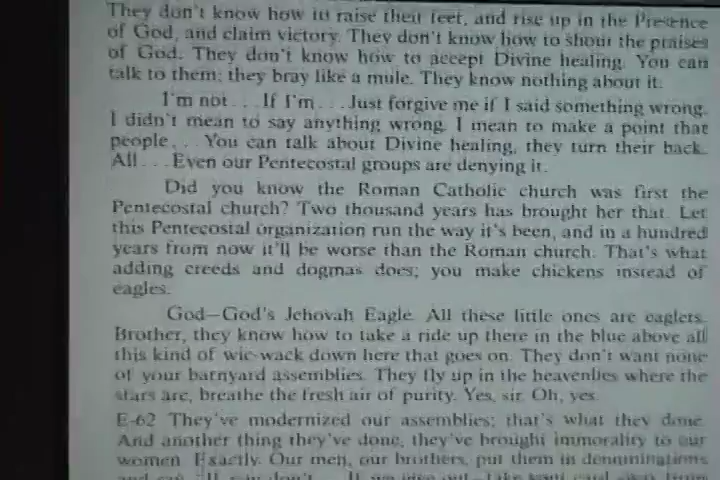 They don't know how to raise their feet, and rise up in the Presence
of God, and claim victory. They don't know how to shout the praises
of God. They don't know how to accept Divine healing. You can
talk to them; they bray like a mule. They know nothing about it.
I'm not. . . If I'm. . . Just forgive me if I said something wrong.
I didn't mean to say anything wrong. I mean to make a point that
people. . . You can talk about Divine healing, they turn their back.
All. . . Even our Pentecostal groups are denying it.
Did you know the Roman Catholic church was first the
Pentecostal church? Two thousand years has brought her that. Let
this Pentecostal organization run the way it's been, and in a hundred
years from now it'll be worse than the Roman church. That's what
adding creeds and dogmas does; you make chickens instead of
eagles.
God—God's Jehovah Eagle. All these little ones are eaglets.
Brother, they know how to take a ride up there in the blue above all
this kind of wic-wack down here that goes on. They don't want none
of your barnyard assemblies. They fly up in the heavenlies where the
stars are, breathe the fresh air of purity. Yes, sir. Oh, yes.
E-62 They've modernized our assemblies; that's what they done.
And another thing they've done, they've brought immorality to our
women. Exactly. Our men, our brothers, put them in denominations